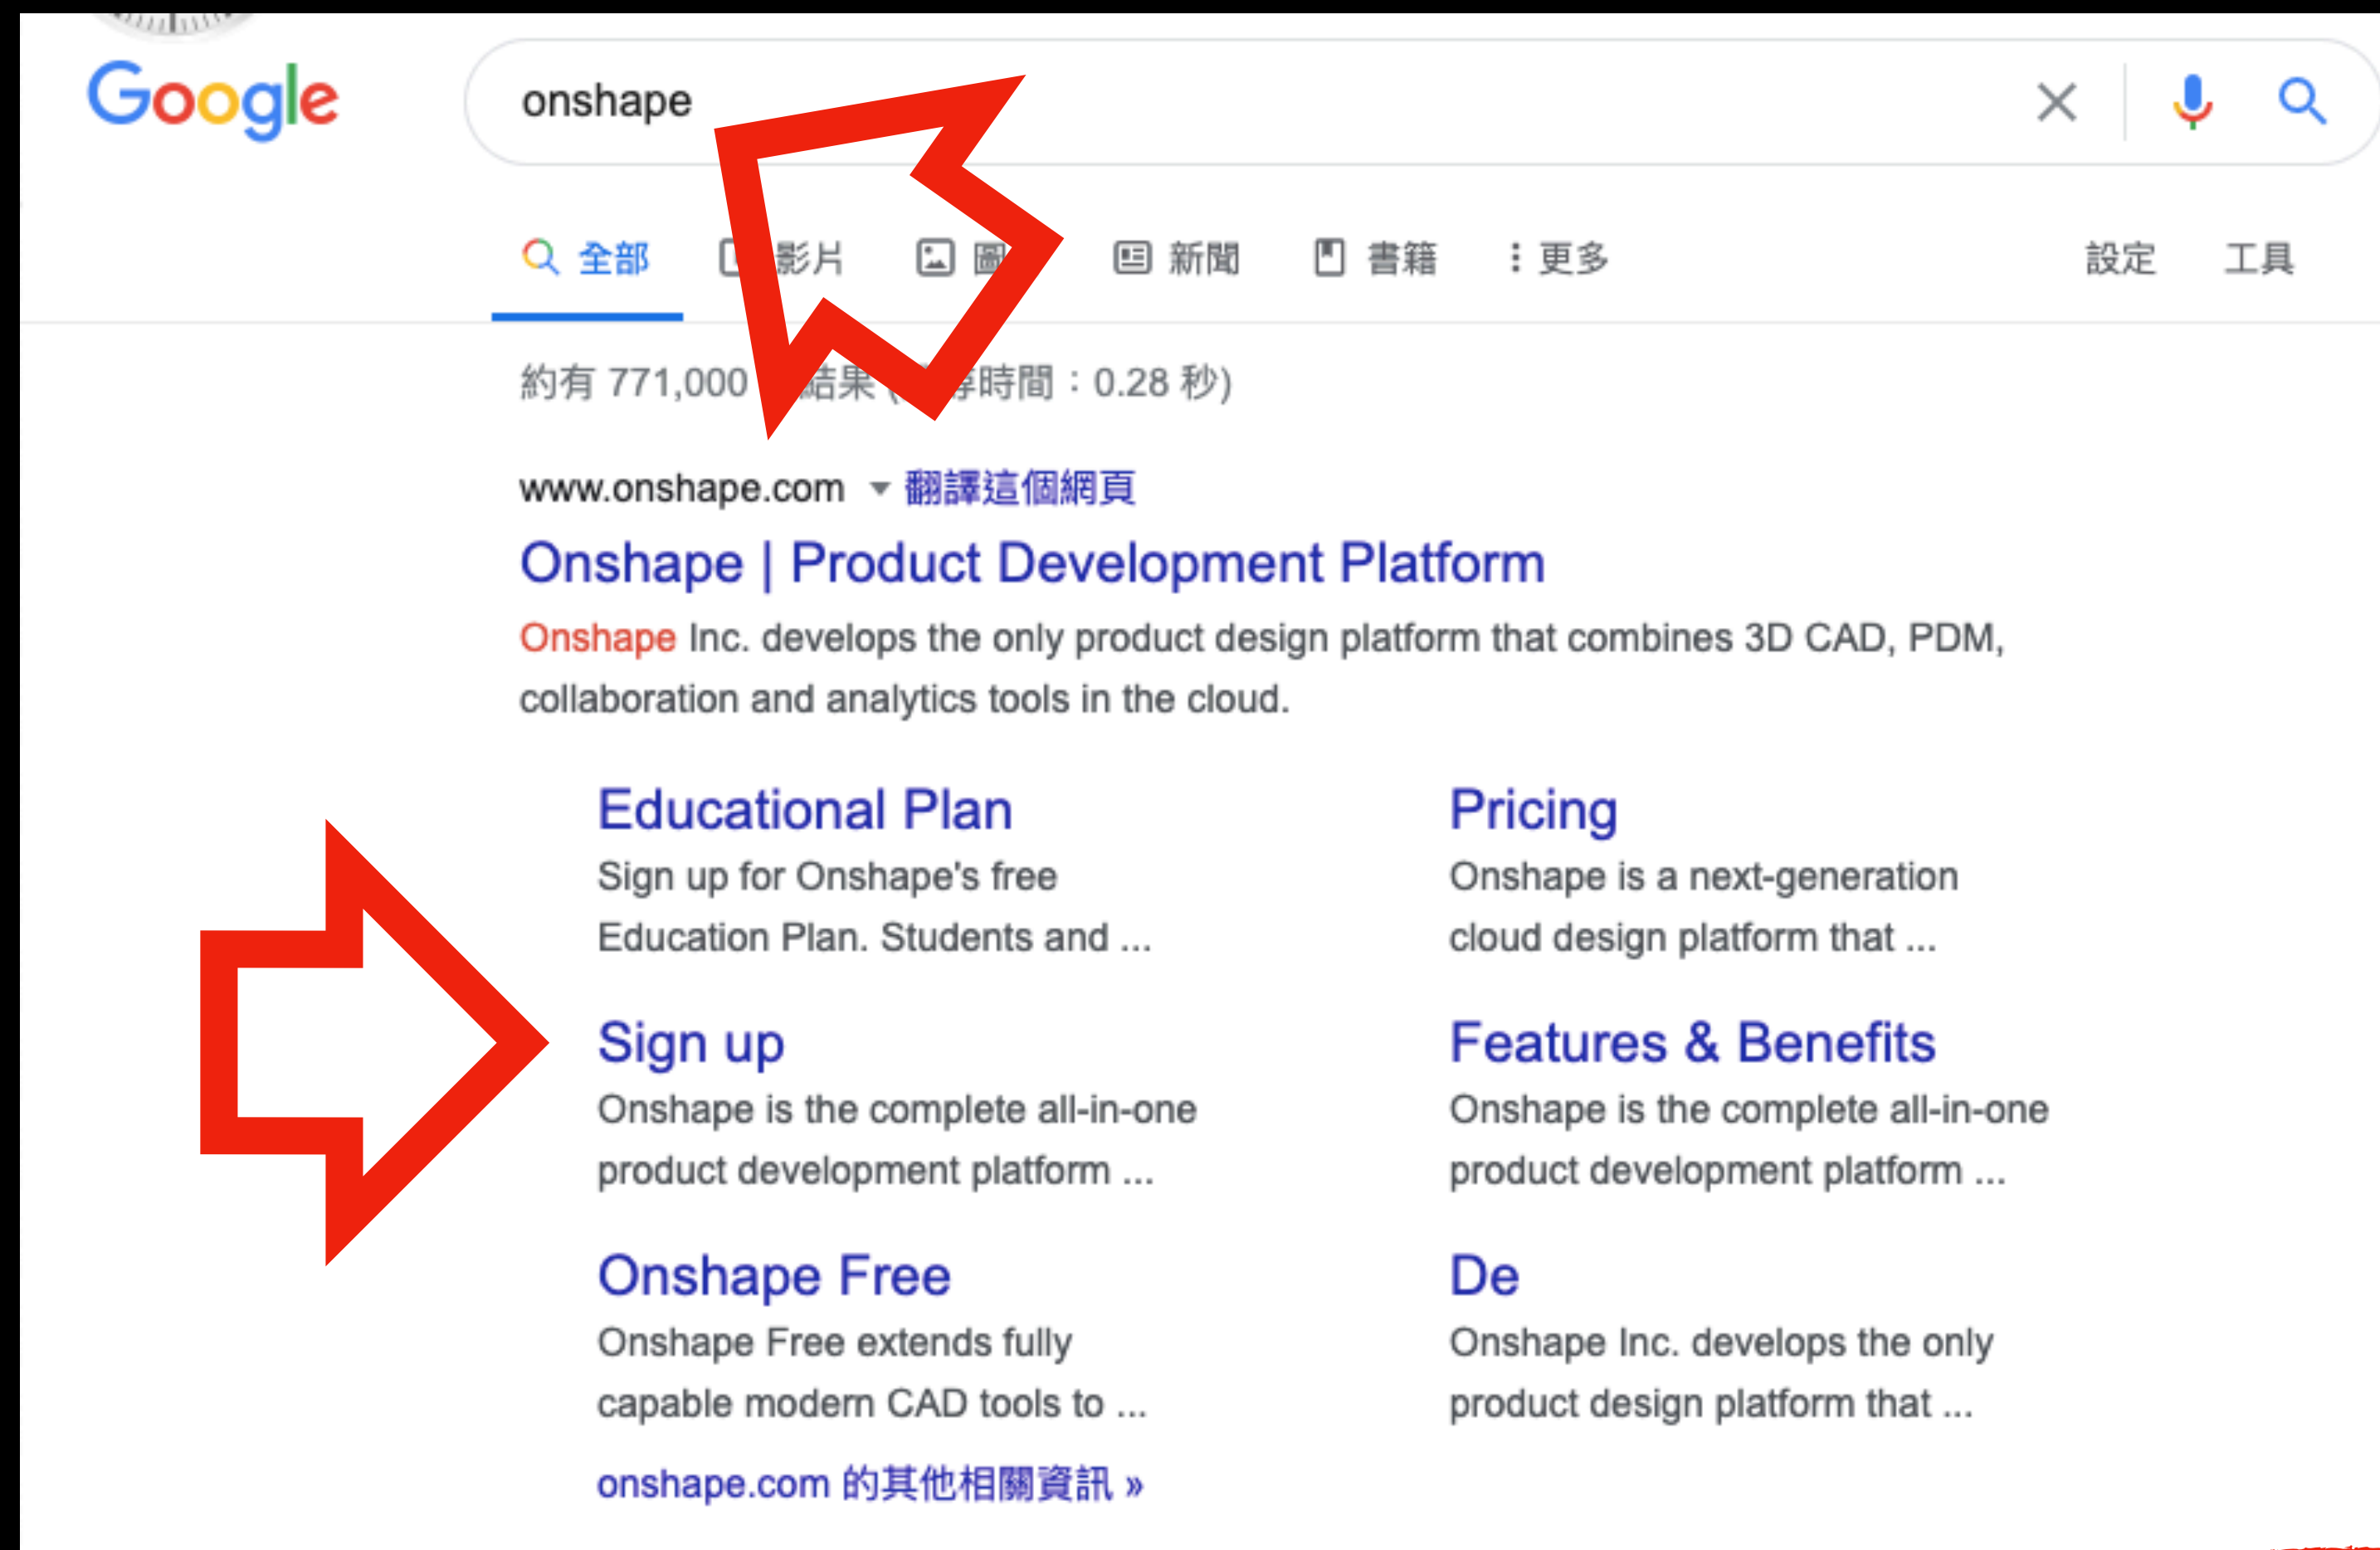 Google
onshape
全部 影片 新聞 書籍 更多 設定 工具
約有 771,000 結果 時間：0.28 秒)
www.onshape.com 翻譯這個網頁
Onshape | Product Development Platform
Onshape Inc. develops the only product design platform that combines 3D CAD, PDM,
collaboration and analytics tools in the cloud.
Educational Plan
Sign up for Onshape's free
Education Plan. Students and ...
Pricing
Onshape is a next-generation
cloud design platform that ...
Sign up
Onshape is the complete all-in-one
product development platform ...
Features & Benefits
Onshape is the complete all-in-one
product development platform ...
Onshape Free
Onshape Free extends fully
capable modern CAD tools to ...
De
Onshape Inc. develops the only
product design platform that ...
onshape.com 的其他相關資訊 »